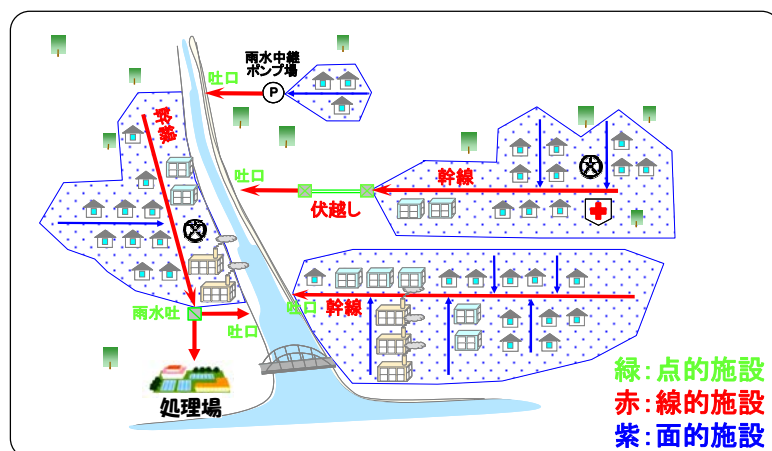 雨水中継
ポンプ場
吐口
P
幹線
吐口
幹線
伏越し
吐口
幹線
雨水吐
吐口
処理場
緑:点的施設
赤:線的施設
紫:面的施設